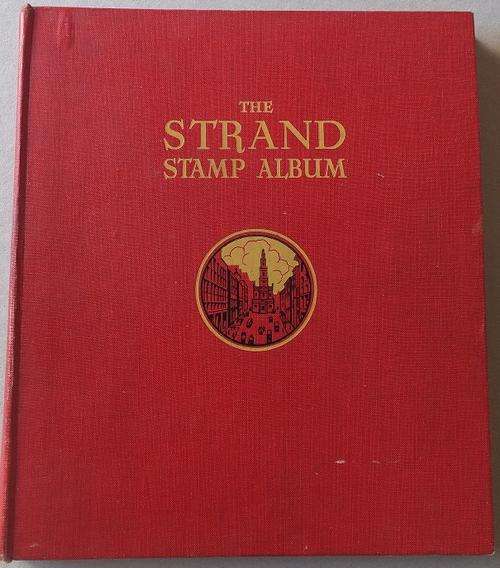 THE
STRAND
STAMP ALBUM